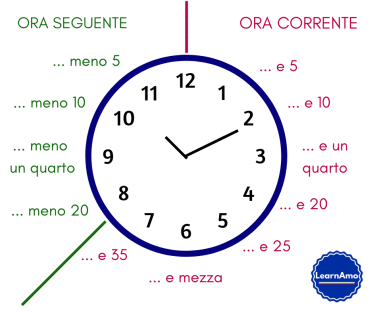 ORA SEGUENTE
ORA CORRENTE
... meno 5
... e 5
12
11
1
... meno 10
... e 10
10
2
... meno
un quarto
... e un
quarto
9
3
8
4
... meno 20
... e 20
7
5
6
... e 35
... e 25
... e mezza
LearnAmo